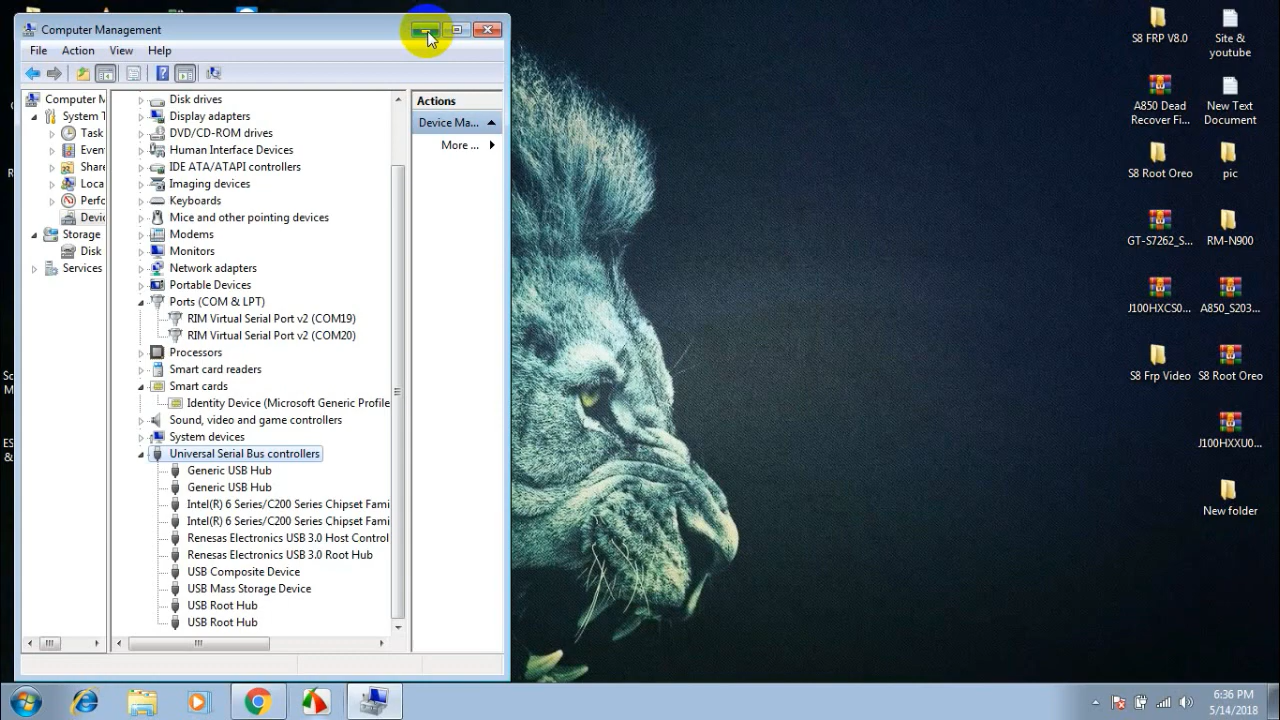 Computer Management
File Action View Help
Computer M
System T
Task
Even
Share
Loca
Perfo
Devic
Storage
Disk
Services
Disk drives
Display adapters
DVD/CD-ROM drives
Human Interface Devices
IDE ATA/ATAPI controllers
Imaging devices
Keyboards
Mice and other pointing devices
Modems
Monitors
Network adapters
Portable Devices
Ports (COM & LPT)
RIM Virtual Serial Port v2 (COM19)
RIM Virtual Serial Port v2 (COM20)
Processors
Smart card readers
Smart cards
Identity Device (Microsoft Generic Profile
Sound, video and game controllers
System devices
Universal Serial Bus controllers
Generic USB Hub
Generic USB Hub
Intel(R) 6 Series/C200 Series Chipset Fami
Intel(R) 6 Series/C200 Series Chipset Fami
Renesas Electronics USB 3.0 Host Control
Renesas Electronics USB 3.0 Root Hub
USB Composite Device
USB Mass Storage Device
USB Root Hub
USB Root Hub
Actions
Device Ma...
More ...
S8 FRP V8.0
Site &
youtube
A850 Dead
Recover Fi...
New Text
Document
S8 Root Oreo
pic
GT-S7262_S...
RM-N900
J100HXCS0...
A850_S203...
S8 Frp Video
S8 Root Oreo
J100HXXU0...
New folder
6:36 PM
5/14/2018